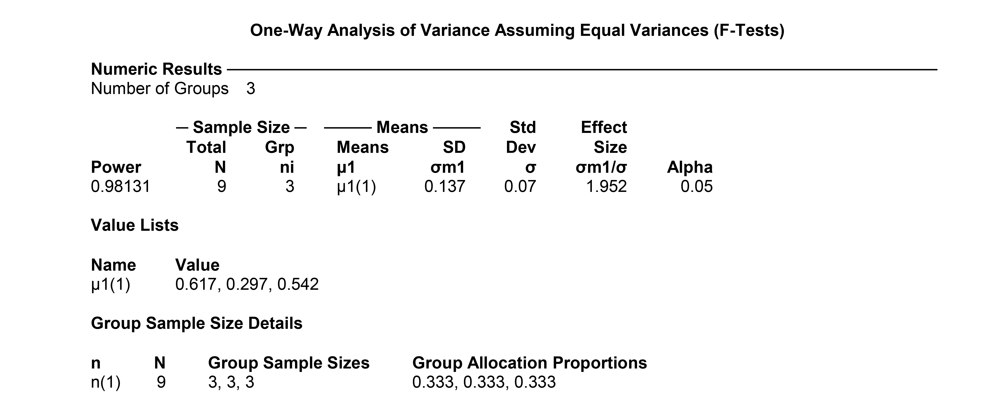 One-Way Analysis of Variance Assuming Equal Variances (F-Tests)
Numeric Results
Number of Groups 3
Sample Size Means Std Effect
Total Grp Means SD Dev Size
Power N ni μ1 σm1 σ σm1/σ Alpha
0.98131 9 3 μ1(1) 0.137 0.07 1.952 0.05
Value Lists
Name Value
μ1(1) 0.617, 0.297, 0.542
Group Sample Size Details
n N Group Sample Sizes Group Allocation Proportions
n(1) 9 3, 3, 3 0.333, 0.333, 0.333